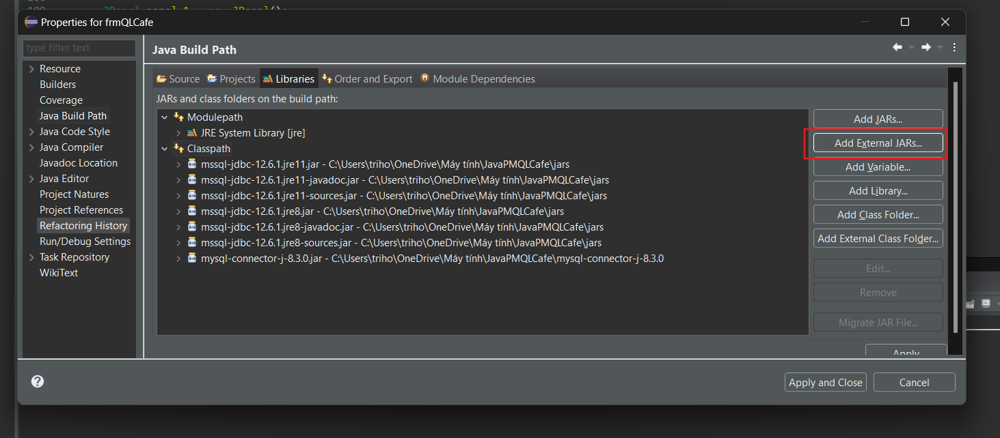 JPanel panel_1 = new JPanel();
Properties for frmQLCafe
type filter text
Java Build Path
Resource
Builders
Coverage
Java Build Path
Java Code Style
Java Compiler
Javadoc Location
Java Editor
Project Natures
Project References
Refactoring History
Run/Debug Settings
Task Repository
WikiText
Source Projects Libraries Order and Export Module Dependencies
JARs and class folders on the build path:
Modulepath
JRE System Library [jre]
Classpath
mssql-jdbc-12.6.1.jre11.jar - C:\Users\triho\OneDrive\Máy tính\JavaPMQLCafe\jars
mssql-jdbc-12.6.1.jre11-javadoc.jar - C:\Users\triho\OneDrive\Máy tính\JavaPMQLCafe\jars
mssql-jdbc-12.6.1.jre11-sources.jar - C:\Users\triho\OneDrive\Máy tính\JavaPMQLCafe\jars
mssql-jdbc-12.6.1.jre8.jar - C:\Users\triho\OneDrive\Máy tính\JavaPMQLCafe\jars
mssql-jdbc-12.6.1.jre8-javadoc.jar - C:\Users\triho\OneDrive\Máy tính\JavaPMQLCafe\jars
mssql-jdbc-12.6.1.jre8-sources.jar - C:\Users\triho\OneDrive\Máy tính\JavaPMQLCafe\jars
mysql-connector-j-8.3.0.jar - C:\Users\triho\OneDrive\Máy tính\JavaPMQLCafe\mysql-connector-j-8.3.0
Add JARs...
Add External JARs...
Add Variable...
Add Library...
Add Class Folder...
Add External Class Folder...
Edit...
Remove
Migrate JAR File...
Apply
Apply and Close
Cancel